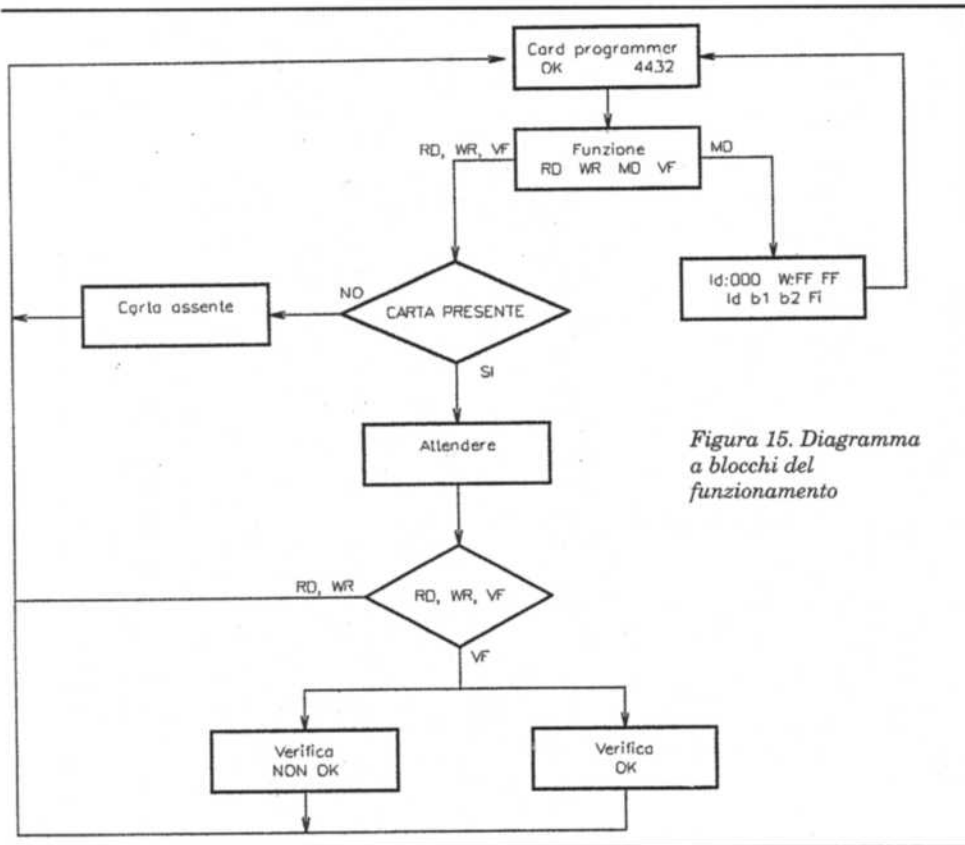 Card programmer
OK 4432
RD, WR, VF
Funzione
RD WR MD VF
MD
Id:000 W:FF FF
Id b1 b2 Fi
Carta assente
NO
CARTA PRESENTE
SI
Attendere
Figura 15. Diagramma
a blocchi del
funzionamento
RD, WR
RD, WR, VF
VF
Verifica
NON OK
Verifica
OK